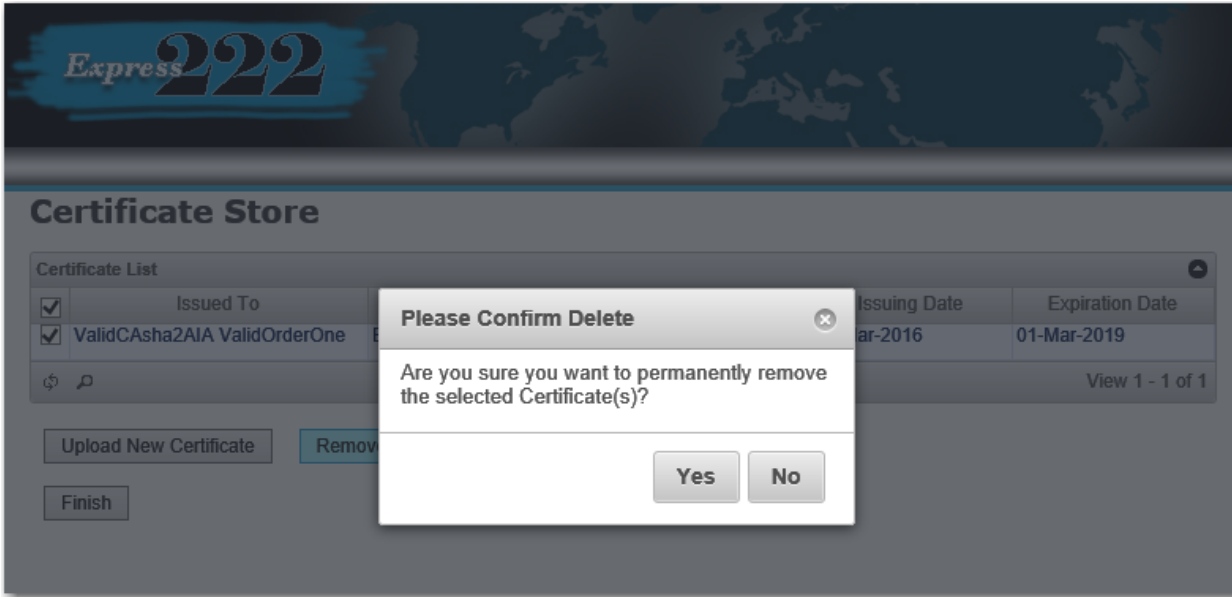 Express 222
Certificate Store
Certificate List
Issued To
Issuing Date
Expiration Date
ValidCAsha2AIA ValidOrderOne
ar-2016
01-Mar-2019
View 1 - 1 of 1
Please Confirm Delete
Are you sure you want to permanently remove
the selected Certificate(s)?
Yes No
Upload New Certificate
Remov
Finish